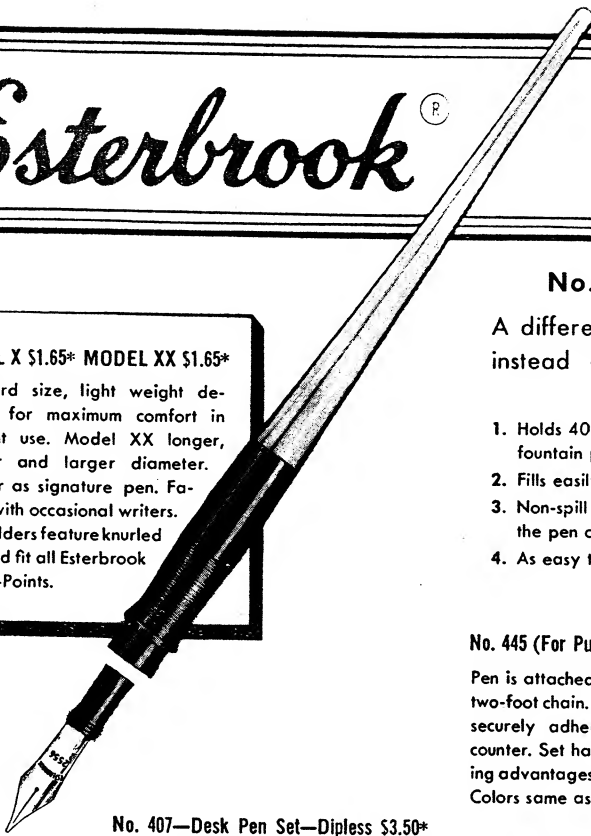 Esterbrook ®
L X $1.65* MODEL XX $1.65*
rd size, light weight de-
for maximum comfort in
t use. Model XX longer,
and larger diameter.
r as signature pen. Fa-
with occasional writers.
lders feature knurled
d fit all Esterbrook
-Points.
2556
No. 407—Desk Pen Set—Dipless $3.50*
No.
A differe
instead
1. Holds 40
fountain
2. Fills easil
3. Non-spill
the pen
4. As easy t
No. 445 (For Pu
Pen is attached
two-foot chain.
securely adhe
counter. Set ha
ing advantages
Colors same as